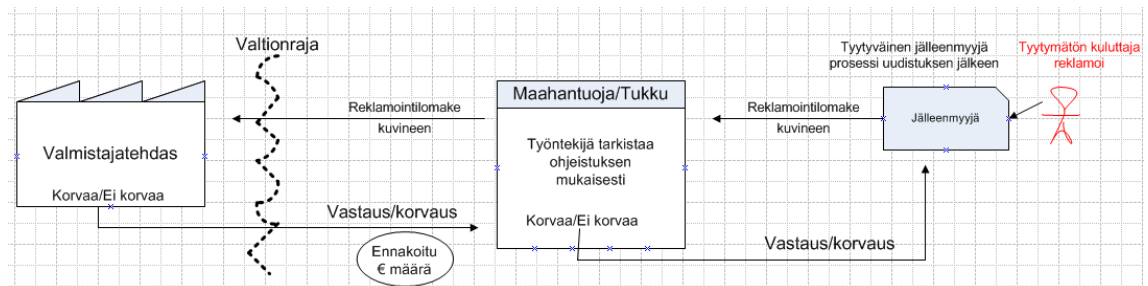 Valtionraja
Tyytyväinen jälleenmyyjä
prosessi uudistuksen jälkeen
Tyytymätön kuluttaja
reklamoi
Maahantuoja/Tukku
Reklamointilomake
kuvineen
Reklamointilomake
kuvineen
Jälleenmyyjä
Valmistajatehdas
Työntekijä tarkistaa
ohjeistuksen
mukaisesti
Korvaa/Ei korvaa
Vastaus/korvaus
Korvaa/Ei korvaa
Vastaus/korvaus
Ennakoitu
€ määrä